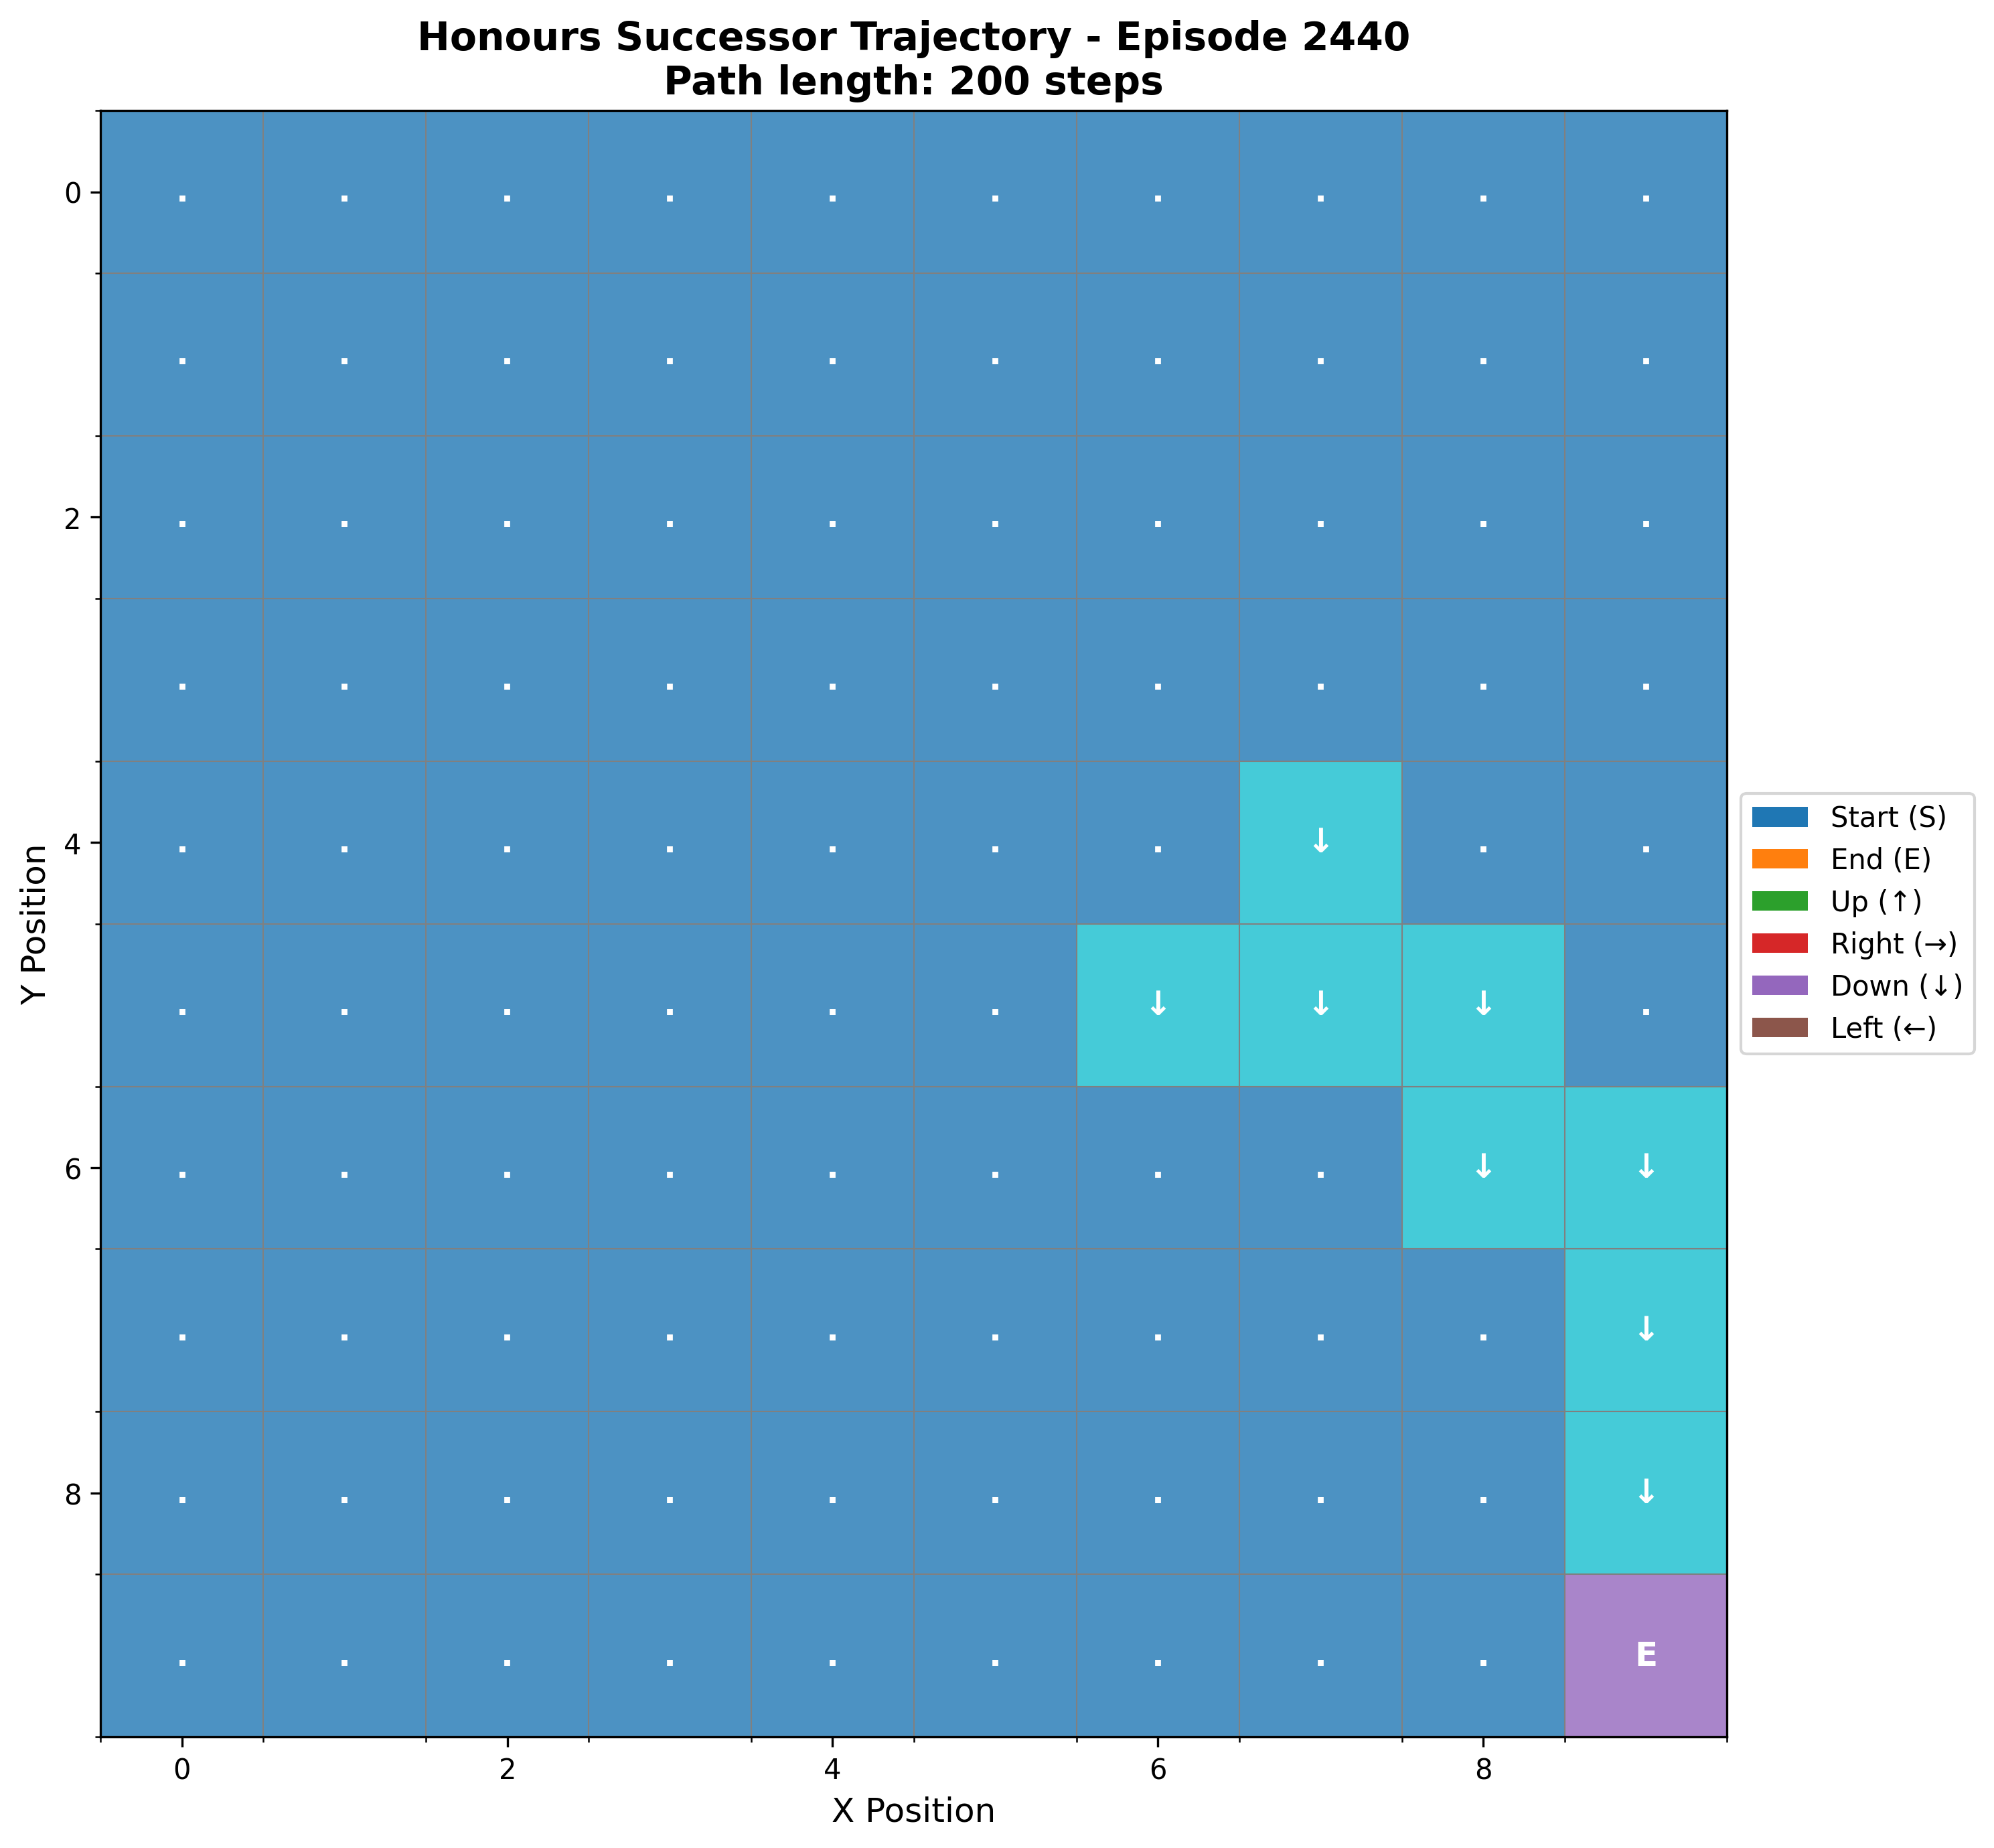 Honours Successor Trajectory - Episode 2440
Path length: 200 steps
0
2
4
↓
Start (S)
End (E)
Up (↑)
Right (→)
Down (↓)
Left (←)
Y Position
↓ ↓ ↓
6
↓ ↓
↓
8
↓
E
0 2 4 6 8
X Position